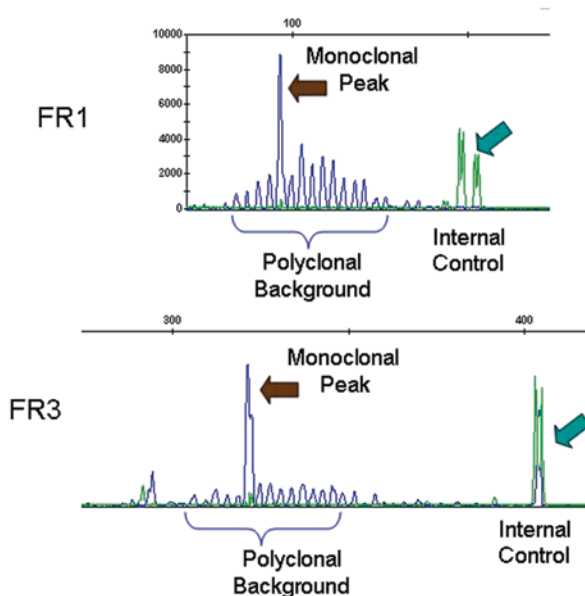 100
10000
8000
6000
4000
2000
0
FR1
Monoclonal
Peak
Polyclonal
Background
Internal
Control
300
400
FR3
Monoclonal
Peak
Polyclonal
Background
Internal
Control